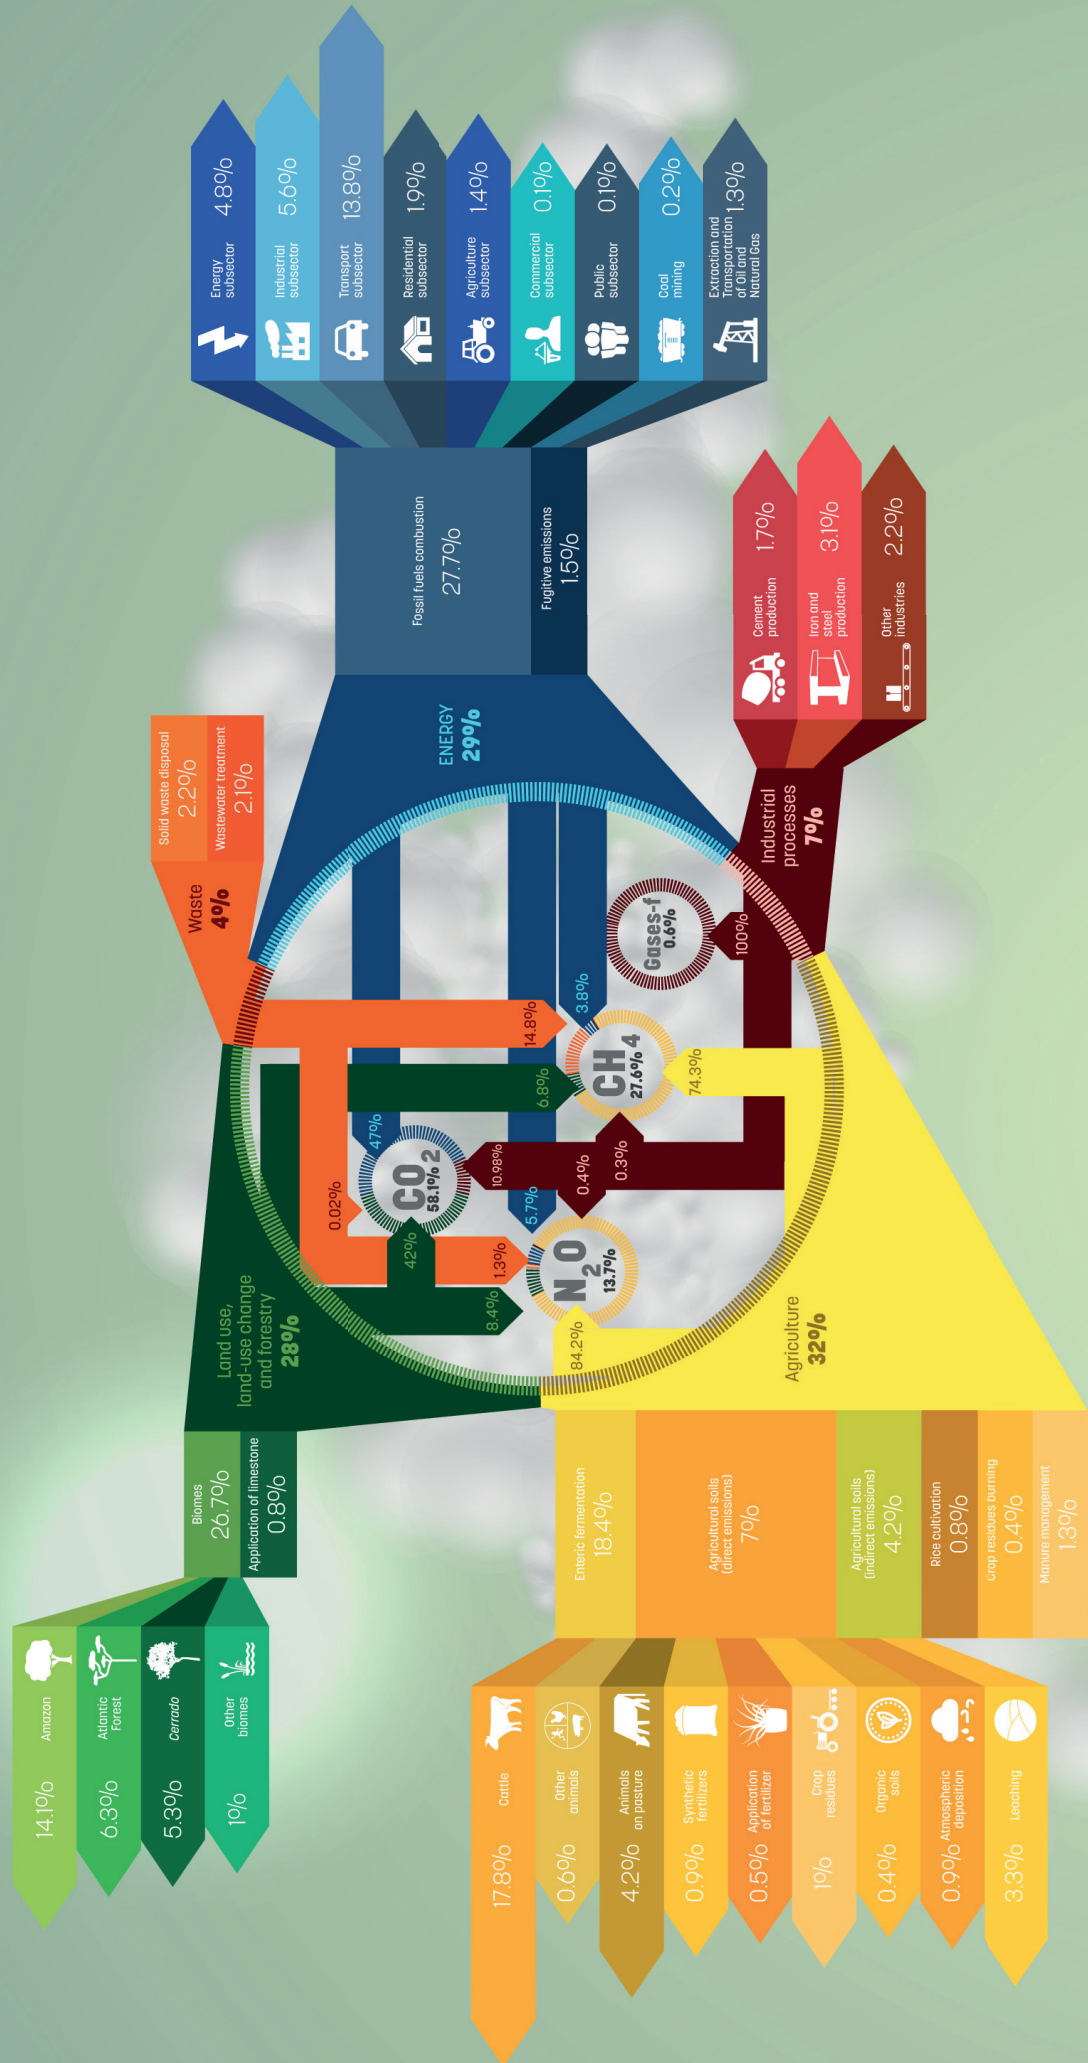 Amazon
14.1%
Atlantic
Forest
6.3%
Cerrado
5.3%
Other
biomes
1%
Biomes
26.7%
Application of limestone
0.8%
Land use,
land-use change
and forestry
28%
Waste
4%
Solid waste disposal
2.2%
Wastewater treatment
2.1%
ENERGY
29%
Fossil fuels combustion
27.7%
Fugitive emissions
1.5%
Energy
subsector
4.8%
Industrial
subsector
5.6%
Transport
subsector
13.8%
Residential
subsector
1.9%
Agriculture
subsector
1.4%
Commercial
subsector
0.1%
Public
subsector
0.1%
Coal
mining
0.2%
Extraction and
Transportation
of Oil and
Natural Gas
1.3%
Industrial
processes
7%
Cement
production
1.7%
Iron and
steel
production
3.1%
Other
industries
2.2%
CO2
58.1%
47%
0.02%
42%
10.98%
N2O
13.7%
5.7%
1.3%
8.4%
84.2%
0.4%
CH4
27.6%
14.8%
6.8%
3.8%
74.3%
0.3%
Gases-f
0.6%
100%
Agriculture
32%
Enteric fermentation
18.4%
Agricultural soils
(direct emissions)
7%
Agricultural soils
(indirect emissions)
4.2%
Rice cultivation
0.8%
Crop residues burning
0.4%
Manure management
1.3%
Cattle
17.8%
Other
animals
0.6%
Animals
on pasture
4.2%
Synthetic
fertilizers
0.9%
Application
of fertilizer
0.5%
Crop
residues
1%
Organic
soils
0.4%
Atmospheric
deposition
0.9%
Leaching
3.3%